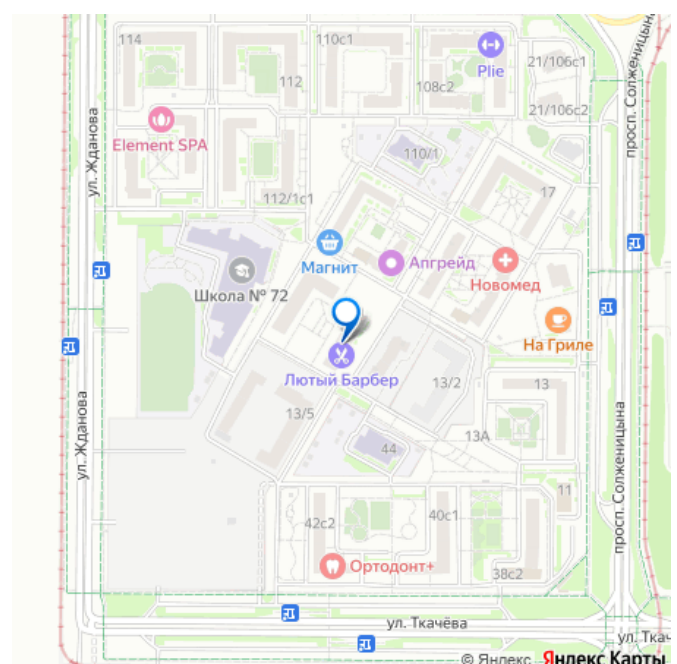 114
110с1
Plie
21/106с1
112
108с2
21/106с2
Element SPA
110/1
ул. Жданова
просп. Солженицына
112/1с1
17
Магнит
Апгрейд
Новомед
Школа № 72
На Гриле
Лютый Барбер
13/2
13
13/5
13А
44
ул. Жданова
просп. Солженицына
11
42с2
40с1
Ортодонт+
38с2
ул. Ткачёва
ул. Ткач
© Яндекс
Яндекс Карты